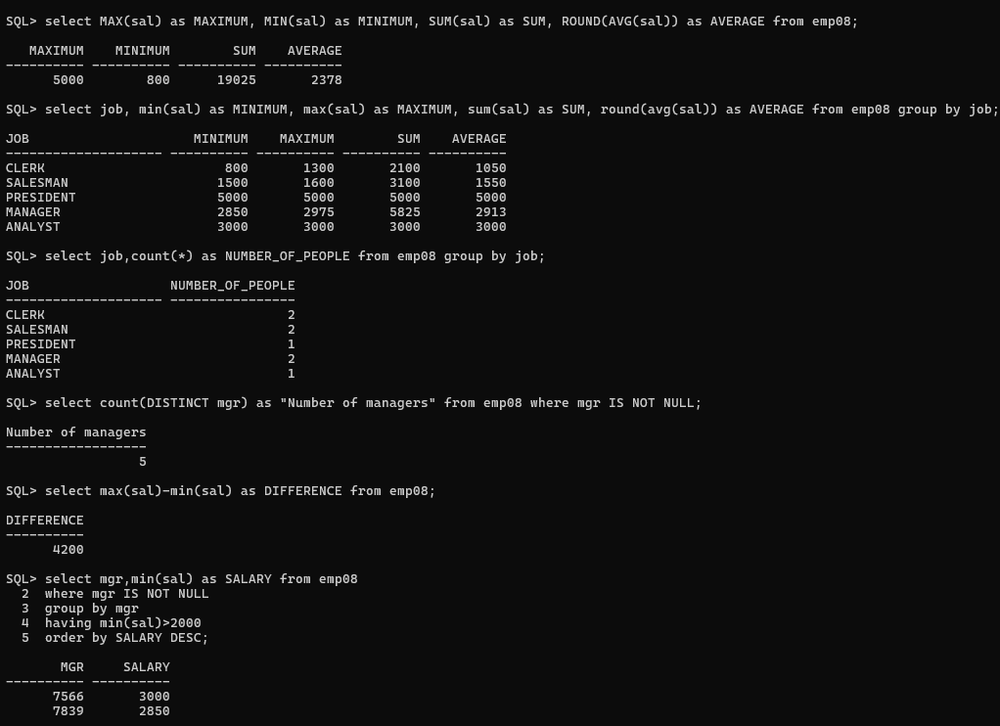 SQL> select MAX(sal) as MAXIMUM, MIN(sal) as MINIMUM, SUM(sal) as SUM, ROUND(AVG(sal)) as AVERAGE from emp08;

   MAXIMUM    MINIMUM        SUM    AVERAGE
---------- ---------- ---------- ----------
      5000        800      19025       2378

SQL> select job, min(sal) as MINIMUM, max(sal) as MAXIMUM, sum(sal) as SUM, round(avg(sal)) as AVERAGE from emp08 group by job;

JOB                     MINIMUM    MAXIMUM        SUM    AVERAGE
-------------------- ---------- ---------- ---------- ----------
CLERK                       800       1300       2100       1050
SALESMAN                   1500       1600       3100       1550
PRESIDENT                  5000       5000       5000       5000
MANAGER                    2850       2975       5825       2913
ANALYST                    3000       3000       3000       3000

SQL> select job,count(*) as NUMBER_OF_PEOPLE from emp08 group by job;

JOB                  NUMBER_OF_PEOPLE
-------------------- ----------------
CLERK                               2
SALESMAN                            2
PRESIDENT                           1
MANAGER                             2
ANALYST                             1

SQL> select count(DISTINCT mgr) as "Number of managers" from emp08 where mgr IS NOT NULL;

Number of managers
------------------
                 5

SQL> select max(sal)-min(sal) as DIFFERENCE from emp08;

DIFFERENCE
----------
      4200

SQL> select mgr,min(sal) as SALARY from emp08
  2  where mgr IS NOT NULL
  3  group by mgr
  4  having min(sal)>2000
  5  order by SALARY DESC;

       MGR     SALARY
---------- ----------
      7566       3000
      7839       2850